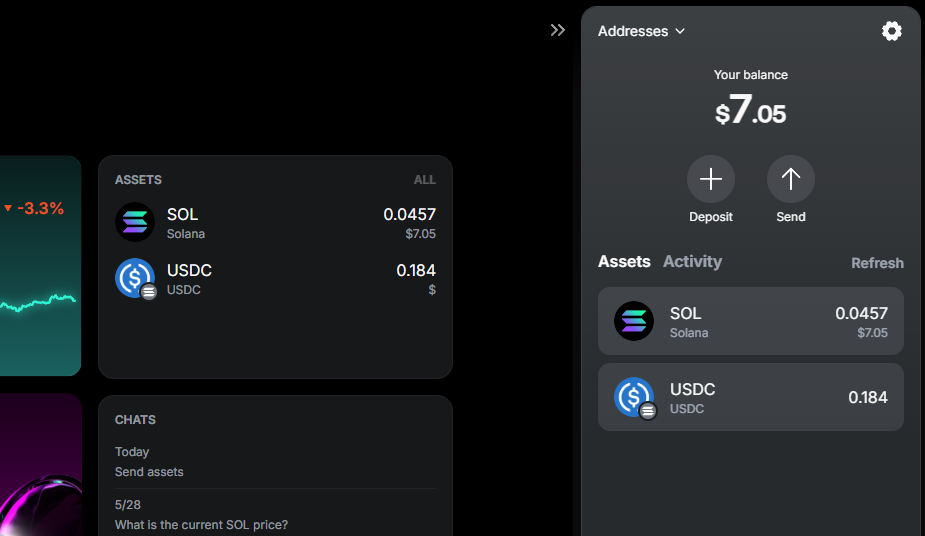 -3.3%
ASSETS ALL
SOL 0.0457
Solana $7.05
USDC 0.184
USDC $
CHATS
Today
Send assets
5/28
What is the current SOL price?
Addresses
Your balance
$7.05
Deposit Send
Assets Activity Refresh
SOL 0.0457
Solana $7.05
USDC 0.184
USDC